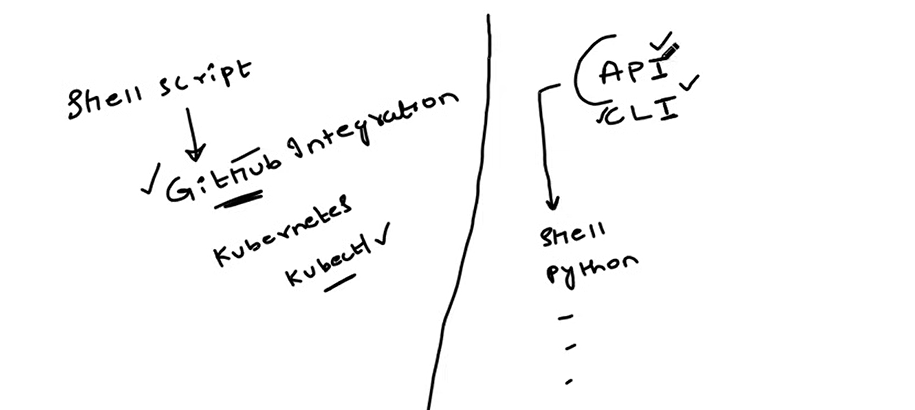 Shell script
GitHub Integration
Kubernetes
Kubectl
API
CLI
Shell
Python
-
-
-